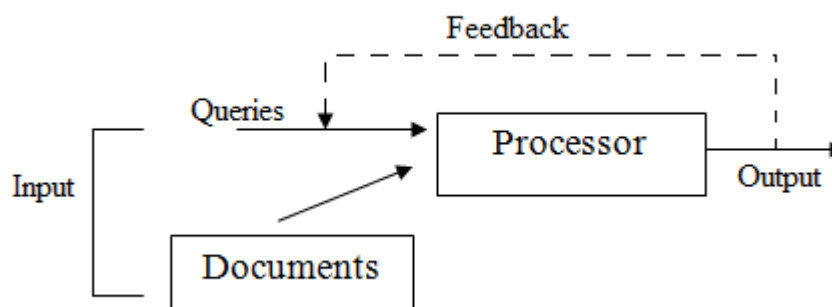 Feedback
Queries
Processor
Input
Output
Documents